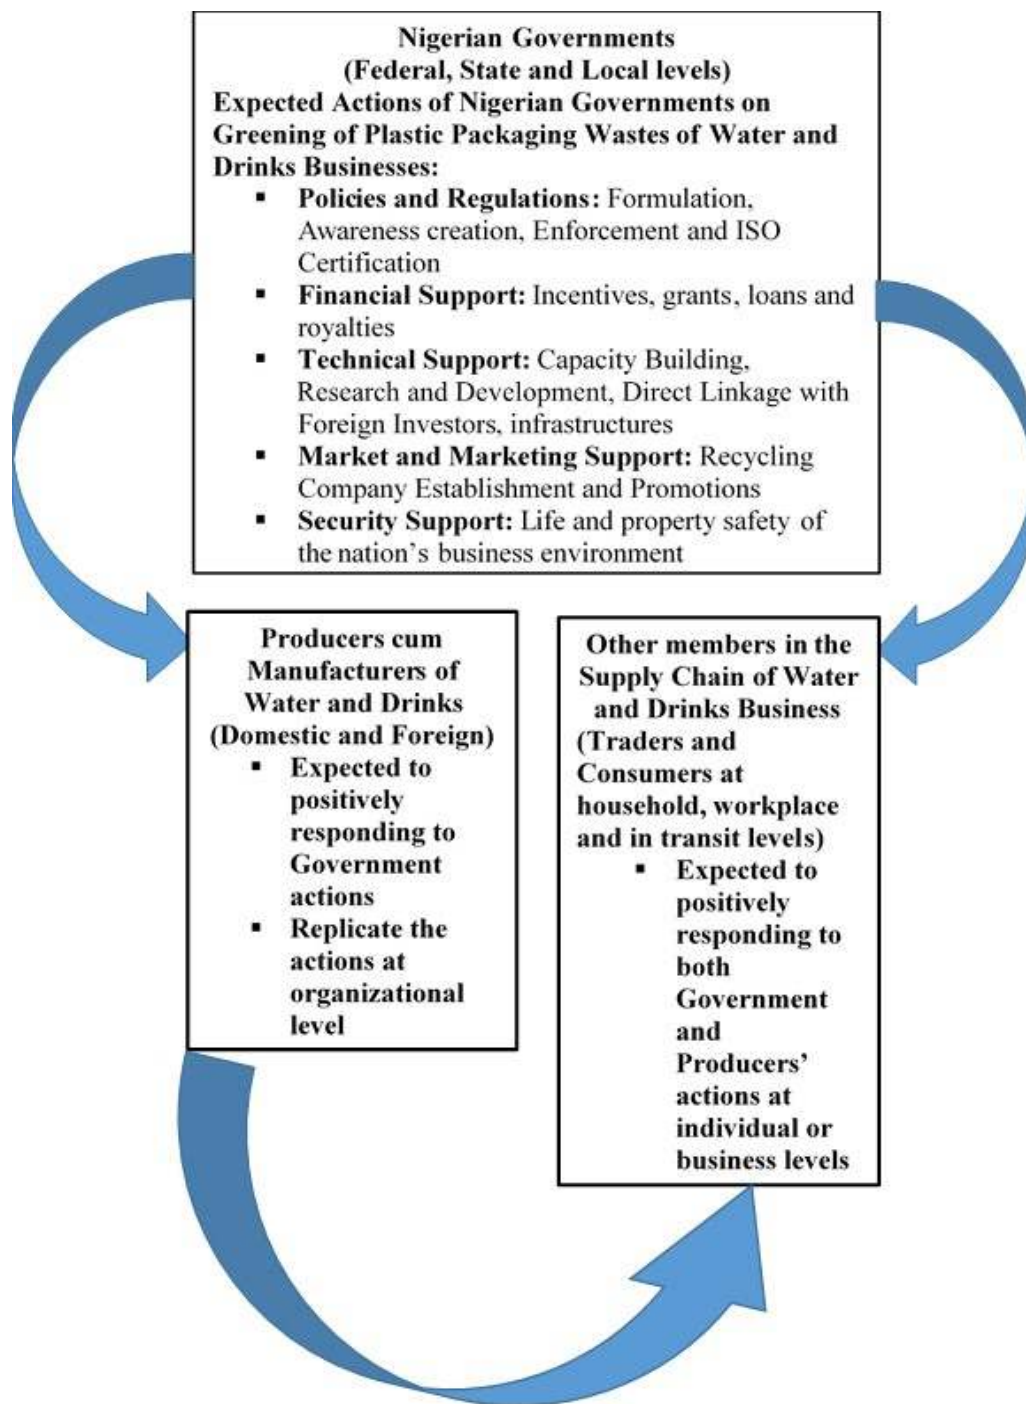 Nigerian Governments
(Federal, State and Local levels)
Expected Actions of Nigerian Governments on
Greening of Plastic Packaging Wastes of Water and
Drinks Businesses:
▪ Policies and Regulations: Formulation,
Awareness creation, Enforcement and ISO
Certification
▪ Financial Support: Incentives, grants, loans and
royalties
▪ Technical Support: Capacity Building,
Research and Development, Direct Linkage with
Foreign Investors, infrastructures
▪ Market and Marketing Support: Recycling
Company Establishment and Promotions
▪ Security Support: Life and property safety of
the nation’s business environment
Producers cum
Manufacturers of
Water and Drinks
(Domestic and Foreign)
▪ Expected to
positively
responding to
Government
actions
▪ Replicate the
actions at
organizational
level
Other members in the
Supply Chain of Water
and Drinks Business
(Traders and
Consumers at
household, workplace
and in transit levels)
▪ Expected to
positively
responding to
both
Government
and
Producers’
actions at
individual or
business levels